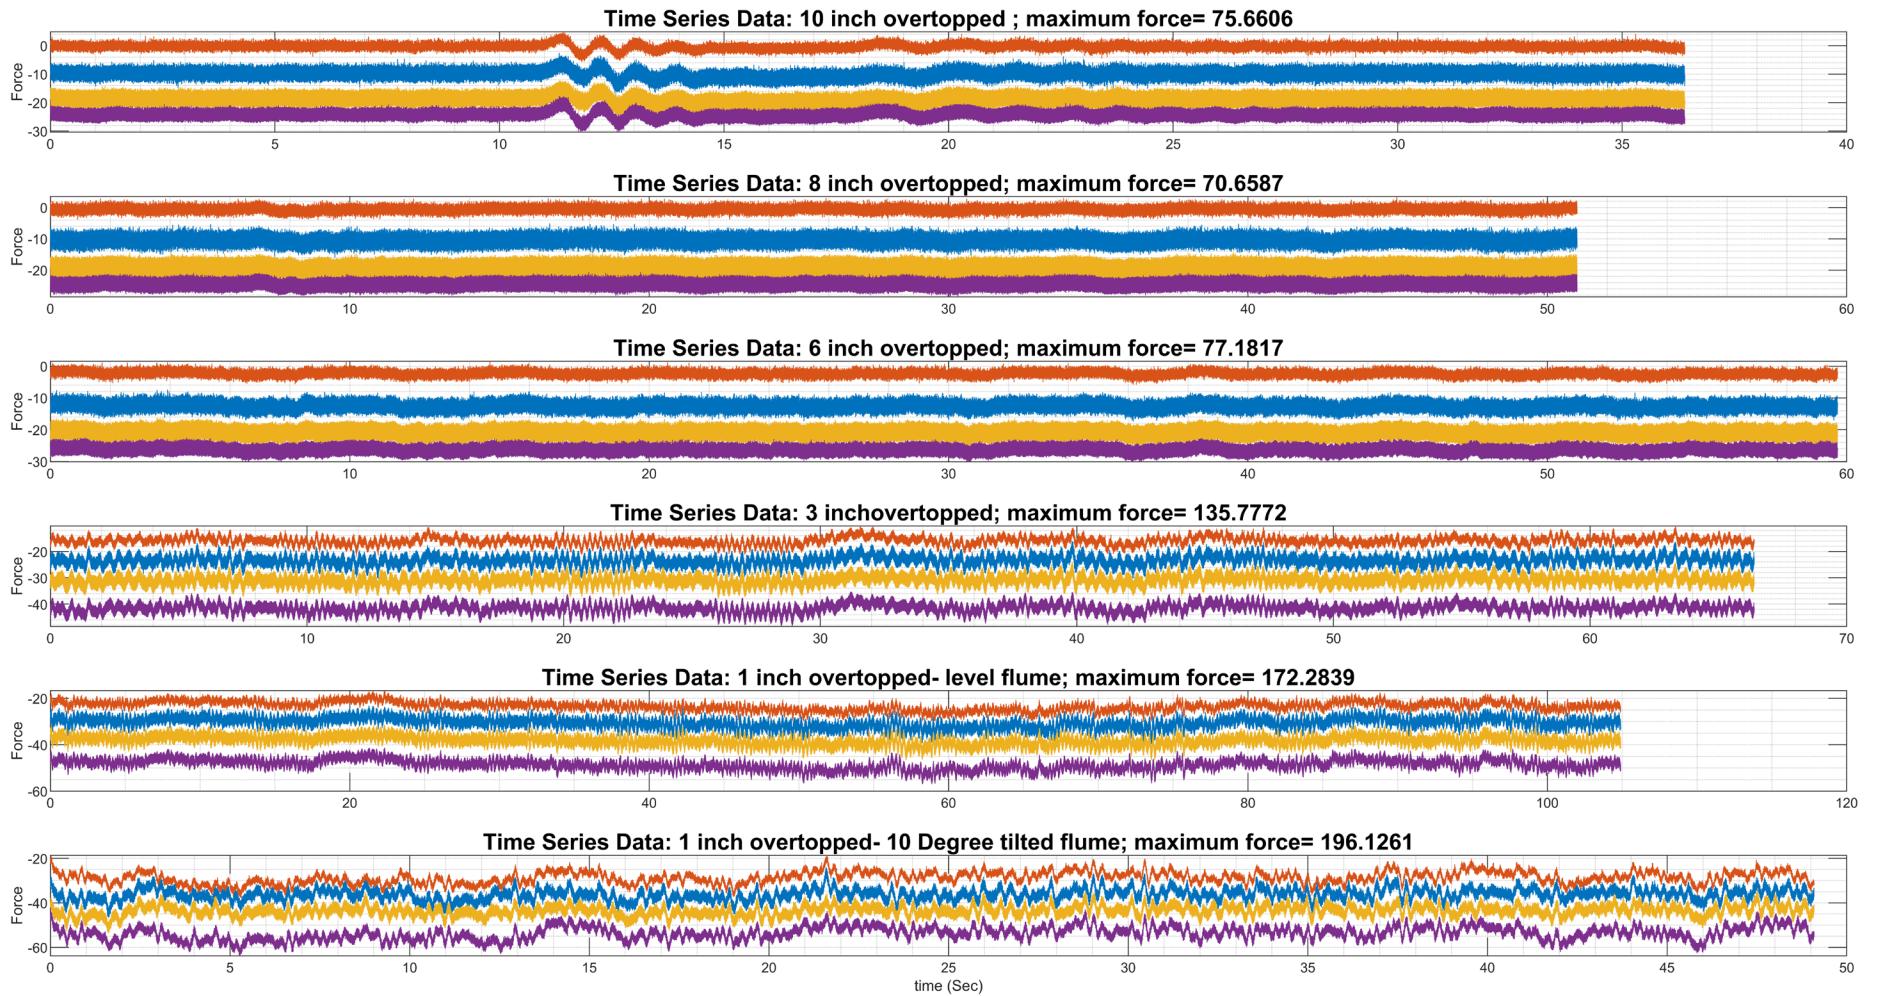 Time Series Data: 10 inch overtopped ; maximum force= 75.6606
Force
0
-10
-20
-30
0 5 10 15 20 25 30 35 40
Time Series Data: 8 inch overtopped; maximum force= 70.6587
Force
0
-10
-20
0 10 20 30 40 50 60
Time Series Data: 6 inch overtopped; maximum force= 77.1817
Force
0
-10
-20
-30
0 10 20 30 40 50 60
Time Series Data: 3 inchovertopped; maximum force= 135.7772
Force
-20
-30
-40
0 10 20 30 40 50 60 70
Time Series Data: 1 inch overtopped- level flume; maximum force= 172.2839
Force
-20
-40
-60
0 20 40 60 80 100 120
Time Series Data: 1 inch overtopped- 10 Degree tilted flume; maximum force= 196.1261
Force
-20
-40
-60
0 5 10 15 20 25 30 35 40 45 50
time (Sec)